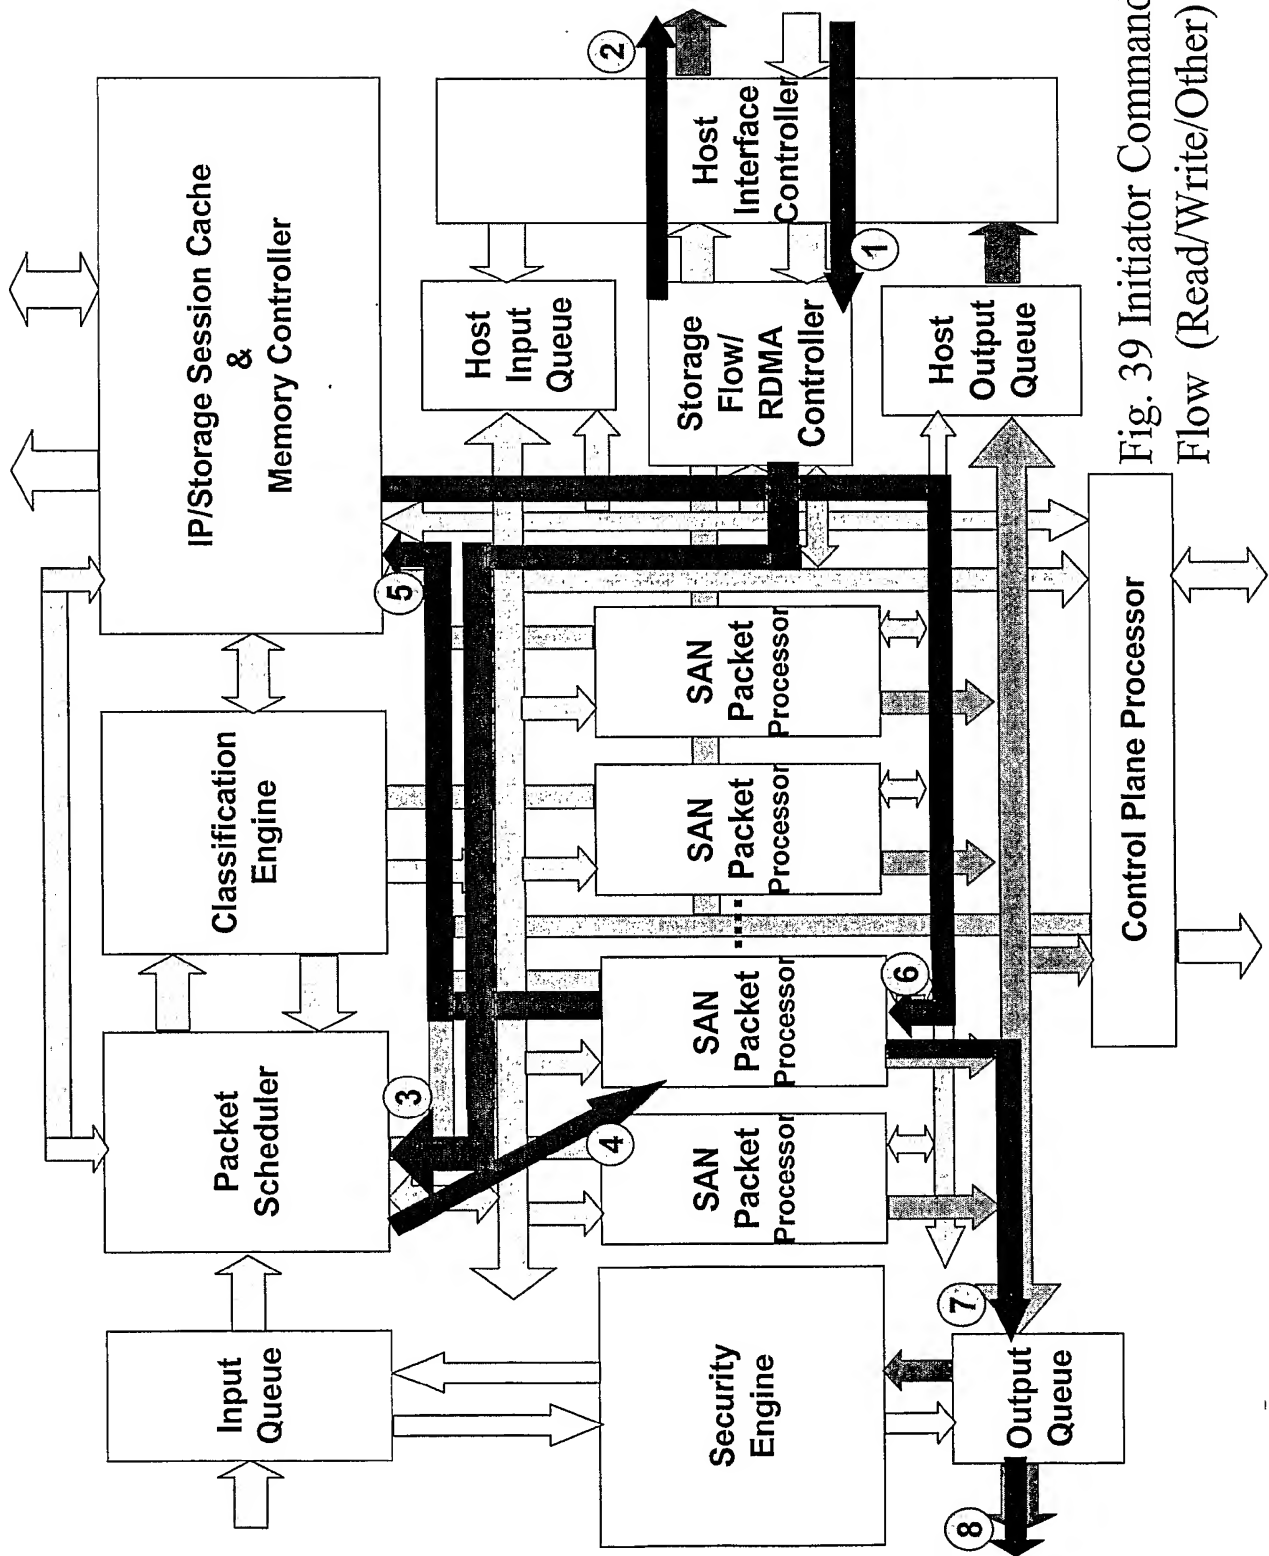 Input
Queue
Packet
Scheduler
Classification
Engine
IP/Storage Session Cache
&
Memory Controller
3
5
4
Security
Engine
SAN
Packet
Processor
SAN
Packet
Processor
SAN
Packet
Processor
SAN
Packet
Processor
Host
Input
Queue
Storage
Flow/
RDMA
Controller
Host
Interface
Controller
2
1
6
7
8
Output
Queue
Host
Output
Queue
Control Plane Processor
Fig. 39 Initiator Command
Flow (Read/Write/Other)